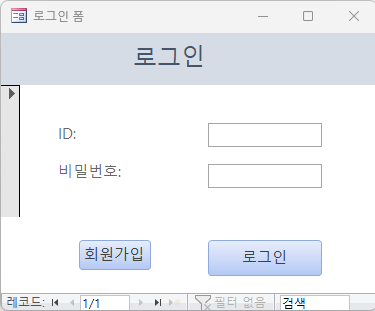 로그인 폼
로그인
ID:
비밀번호:
회원가입 로그인
레코드: 1/1 필터 없음 검색